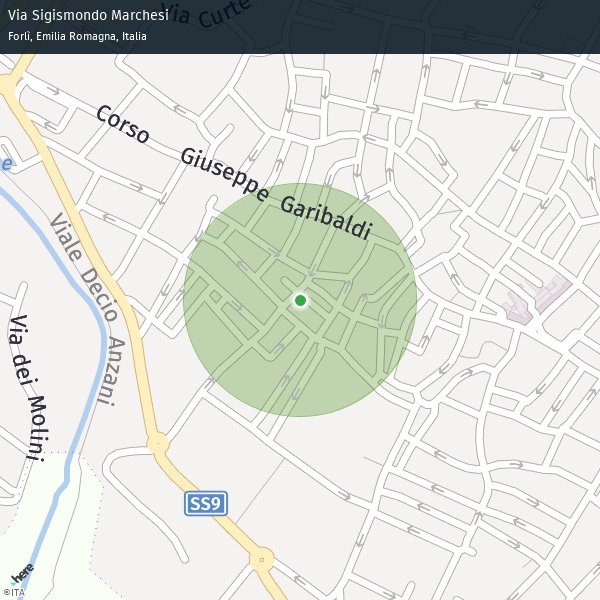 Via Sigismondo Marchesi
Forlì, Emilia Romagna, Italia
Via Curte
Corso Giuseppe Garibaldi
Viale Decio Anzani
Via dei Molini
SS9
here
©ITA